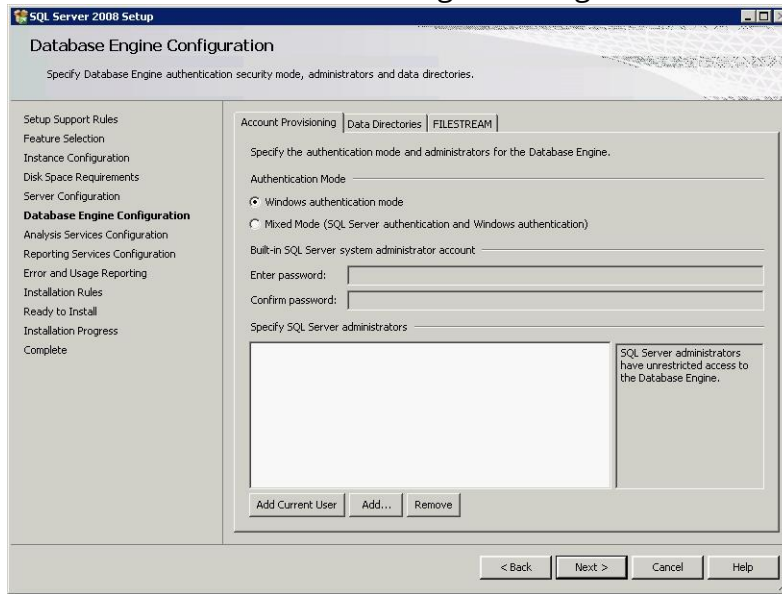 SQL Server 2008 Setup
Database Engine Configuration
Specify Database Engine authentication security mode, administrators and data directories.
Setup Support Rules
Feature Selection
Instance Configuration
Disk Space Requirements
Server Configuration
Database Engine Configuration
Analysis Services Configuration
Reporting Services Configuration
Error and Usage Reporting
Installation Rules
Ready to Install
Installation Progress
Complete
Account Provisioning
Data Directories
FILESTREAM
Specify the authentication mode and administrators for the Database Engine.
Authentication Mode
Windows authentication mode
Mixed Mode (SQL Server authentication and Windows authentication)
Built-in SQL Server system administrator account
Enter password:
Confirm password:
Specify SQL Server administrators
SQL Server administrators
have unrestricted access to
the Database Engine.
Add Current User
Add...
Remove
< Back
Next >
Cancel
Help